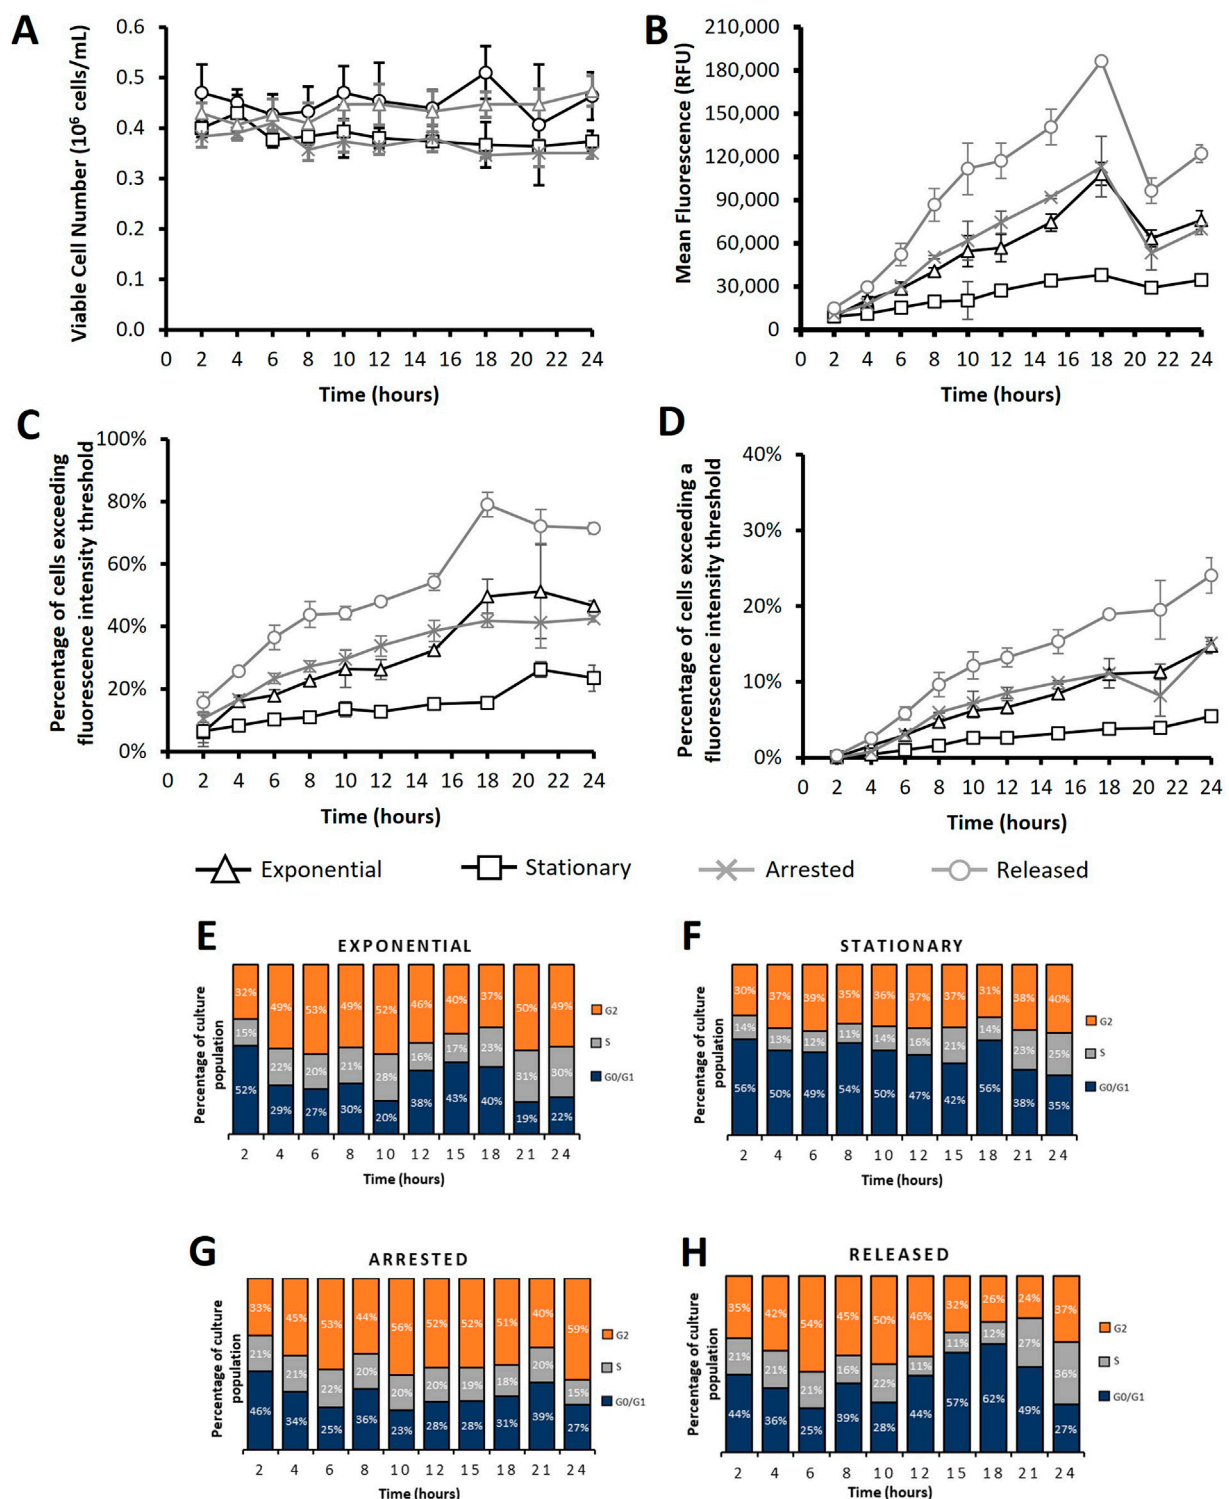 A
Viable Cell Number (10⁶ cells/mL)
0.6
0.5
0.4
0.3
0.2
0.1
0.0
0 2 4 6 8 10 12 14 16 18 20 22 24
Time (hours)
B
Mean Fluorescence (RFU)
210,000
180,000
150,000
120,000
90,000
60,000
30,000
0
0 2 4 6 8 10 12 14 16 18 20 22 24
Time (hours)
C
Percentage of cells exceeding
fluorescence intensity threshold
100%
80%
60%
40%
20%
0%
0 2 4 6 8 10 12 14 16 18 20 22 24
Time (hours)
D
Percentage of cells exceeding a
fluorescence intensity threshold
40%
30%
20%
10%
0%
0 2 4 6 8 10 12 14 16 18 20 22 24
Time (hours)
Exponential Stationary Arrested Released
E
EXPONENTIAL
Percentage of culture
population
32% 49% 53% 49% 52% 46% 40% 37% 50% 49%
15% 22% 20% 21% 28% 16% 17% 23% 31% 30%
52% 29% 27% 30% 20% 38% 43% 40% 19% 22%
G2
S
G0/G1
2 4 6 8 10 12 15 18 21 24
Time (hours)
F
STATIONARY
Percentage of culture
population
30% 37% 39% 35% 36% 37% 37% 31% 38% 40%
14% 13% 12% 11% 14% 16% 21% 14% 23% 25%
56% 50% 49% 54% 50% 47% 42% 56% 38% 35%
G2
S
G0/G1
2 4 6 8 10 12 15 18 21 24
Time (hours)
G
ARRESTED
Percentage of culture
population
33% 45% 53% 44% 56% 52% 52% 51% 40% 59%
21% 21% 22% 20% 20% 20% 19% 18% 20% 15%
46% 34% 25% 36% 23% 28% 28% 31% 39% 27%
G2
S
G0/G1
2 4 6 8 10 12 15 18 21 24
Time (hours)
H
RELEASED
Percentage of culture
population
35% 42% 54% 45% 50% 46% 32% 26% 24% 37%
21% 21% 21% 16% 22% 11% 11% 12% 27% 36%
44% 36% 25% 39% 28% 44% 57% 62% 49% 27%
G2
S
G0/G1
2 4 6 8 10 12 15 18 21 24
Time (hours)